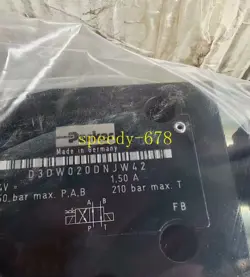 speedy-678
Made in Germany
D3DW020DNJW42
1.50 A
bar max. P,A,B
210 bar max. T
A B
P T
FB